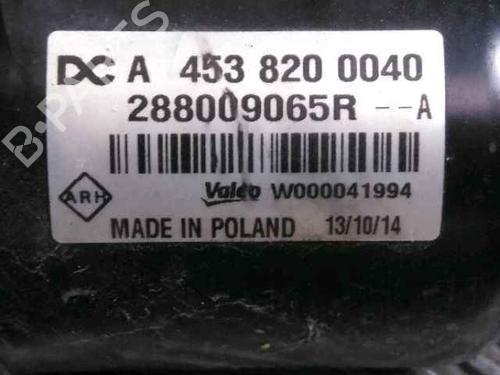 DC A 453 820 0040
288009065R --A
ARH Valeo W000041994
MADE IN POLAND 13/10/14
B-PARTS